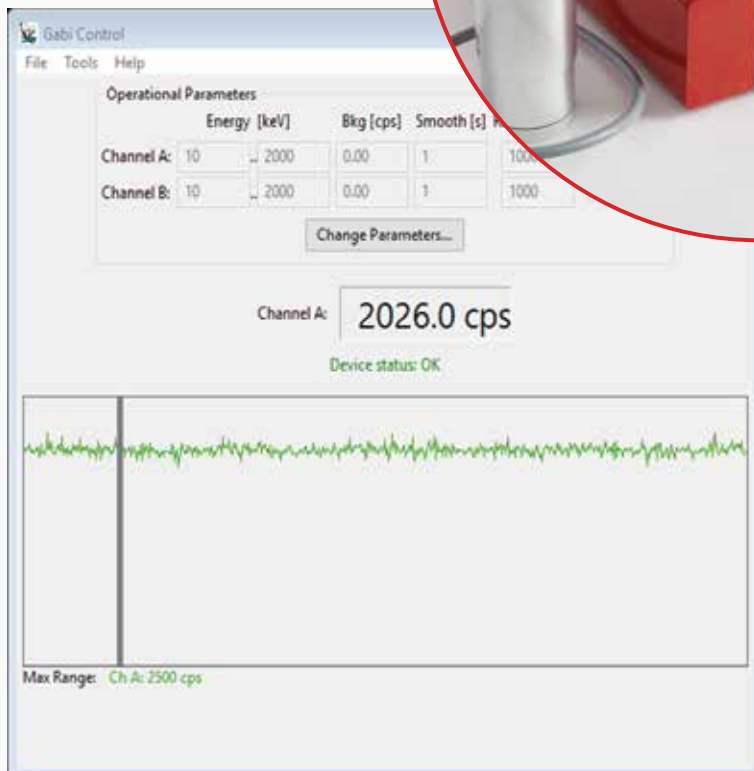 Gabi Control
File Tools Help
Operational Parameters
Energy [keV] Bkg [cps] Smooth [s]
Channel A: 10 .. 2000 0.00 1
Channel B: 10 .. 2000 0.00 1 1000
Change Parameters...
Channel A: 2026.0 cps
Device status: OK
Max Range: Ch A: 2500 cps